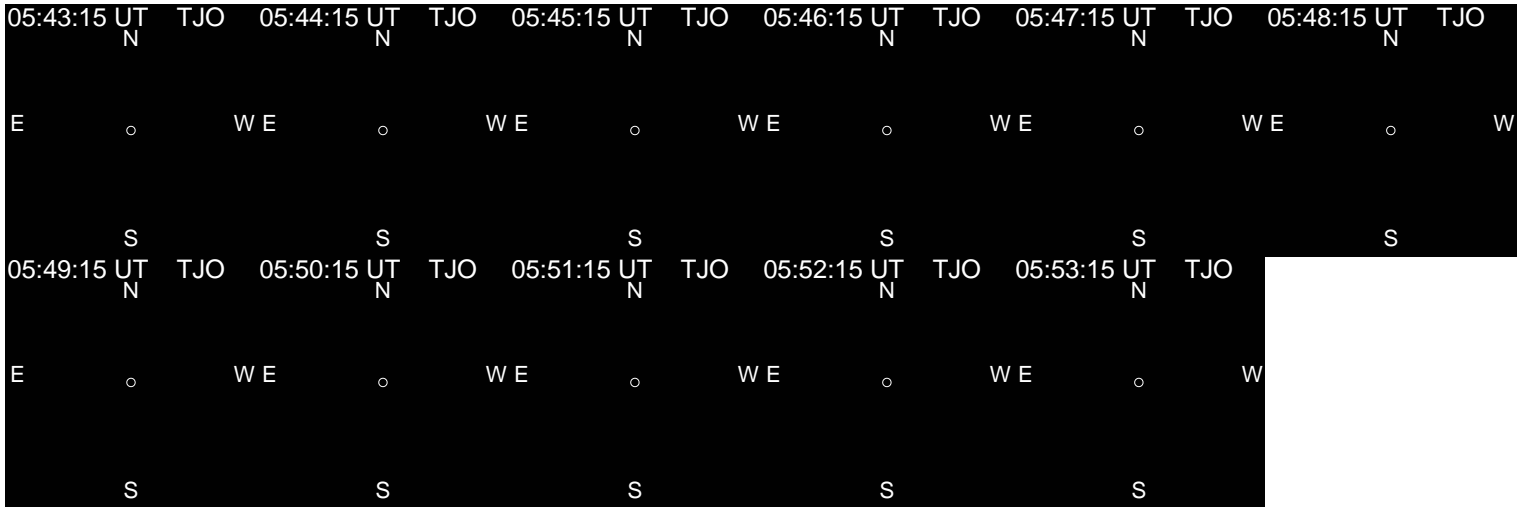 05:43:15 UT TJO 05:44:15 UT TJO 05:45:15 UT TJO 05:46:15 UT TJO 05:47:15 UT TJO 05:48:15 UT TJO
N N N N N N
E W E W E W E W E W E W
S S S S S S
05:49:15 UT TJO 05:50:15 UT TJO 05:51:15 UT TJO 05:52:15 UT TJO 05:53:15 UT TJO
N N N N N
E W E W E W E W E W
S S S S S